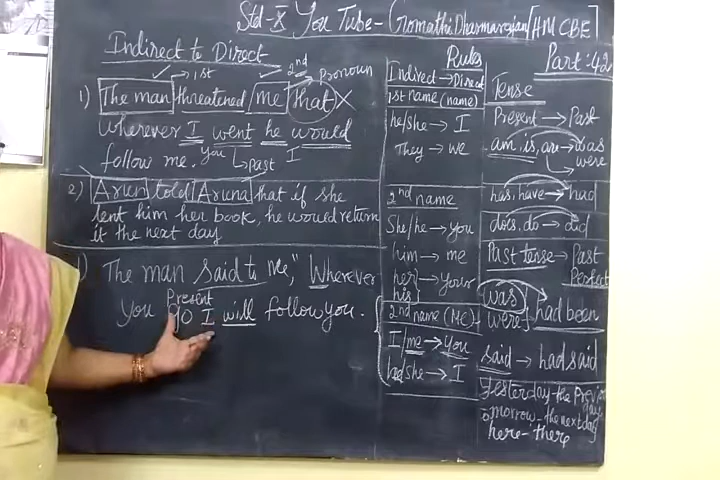 Std-X You Tube- Gomathi Dharmarajan [HM CBE]
Indirect to Direct
Part:42
1st
2nd
Pronoun
1) The man threatened me that X
Wherever I went he would
follow me. You Past I
2) Arun told Aruna that if she
lent him her book, he would return
it the next day
1) The man said to me," Wherever
Present
You go I will follow you.
Rules
Indirect → Direct
1st name (name)
he/she → I
They → we
2nd name
She/he → you
him → me
her → your
his
2nd name (ME)
I/me → you
he/she → I
Tense
Present → Past
am, is, are → was
were
has, have → had
does, do → did
Past tense → Past
Perfect
was
were → had been
said → had said
Yesterday - the previous
day
tomorrow - the next day
here - there